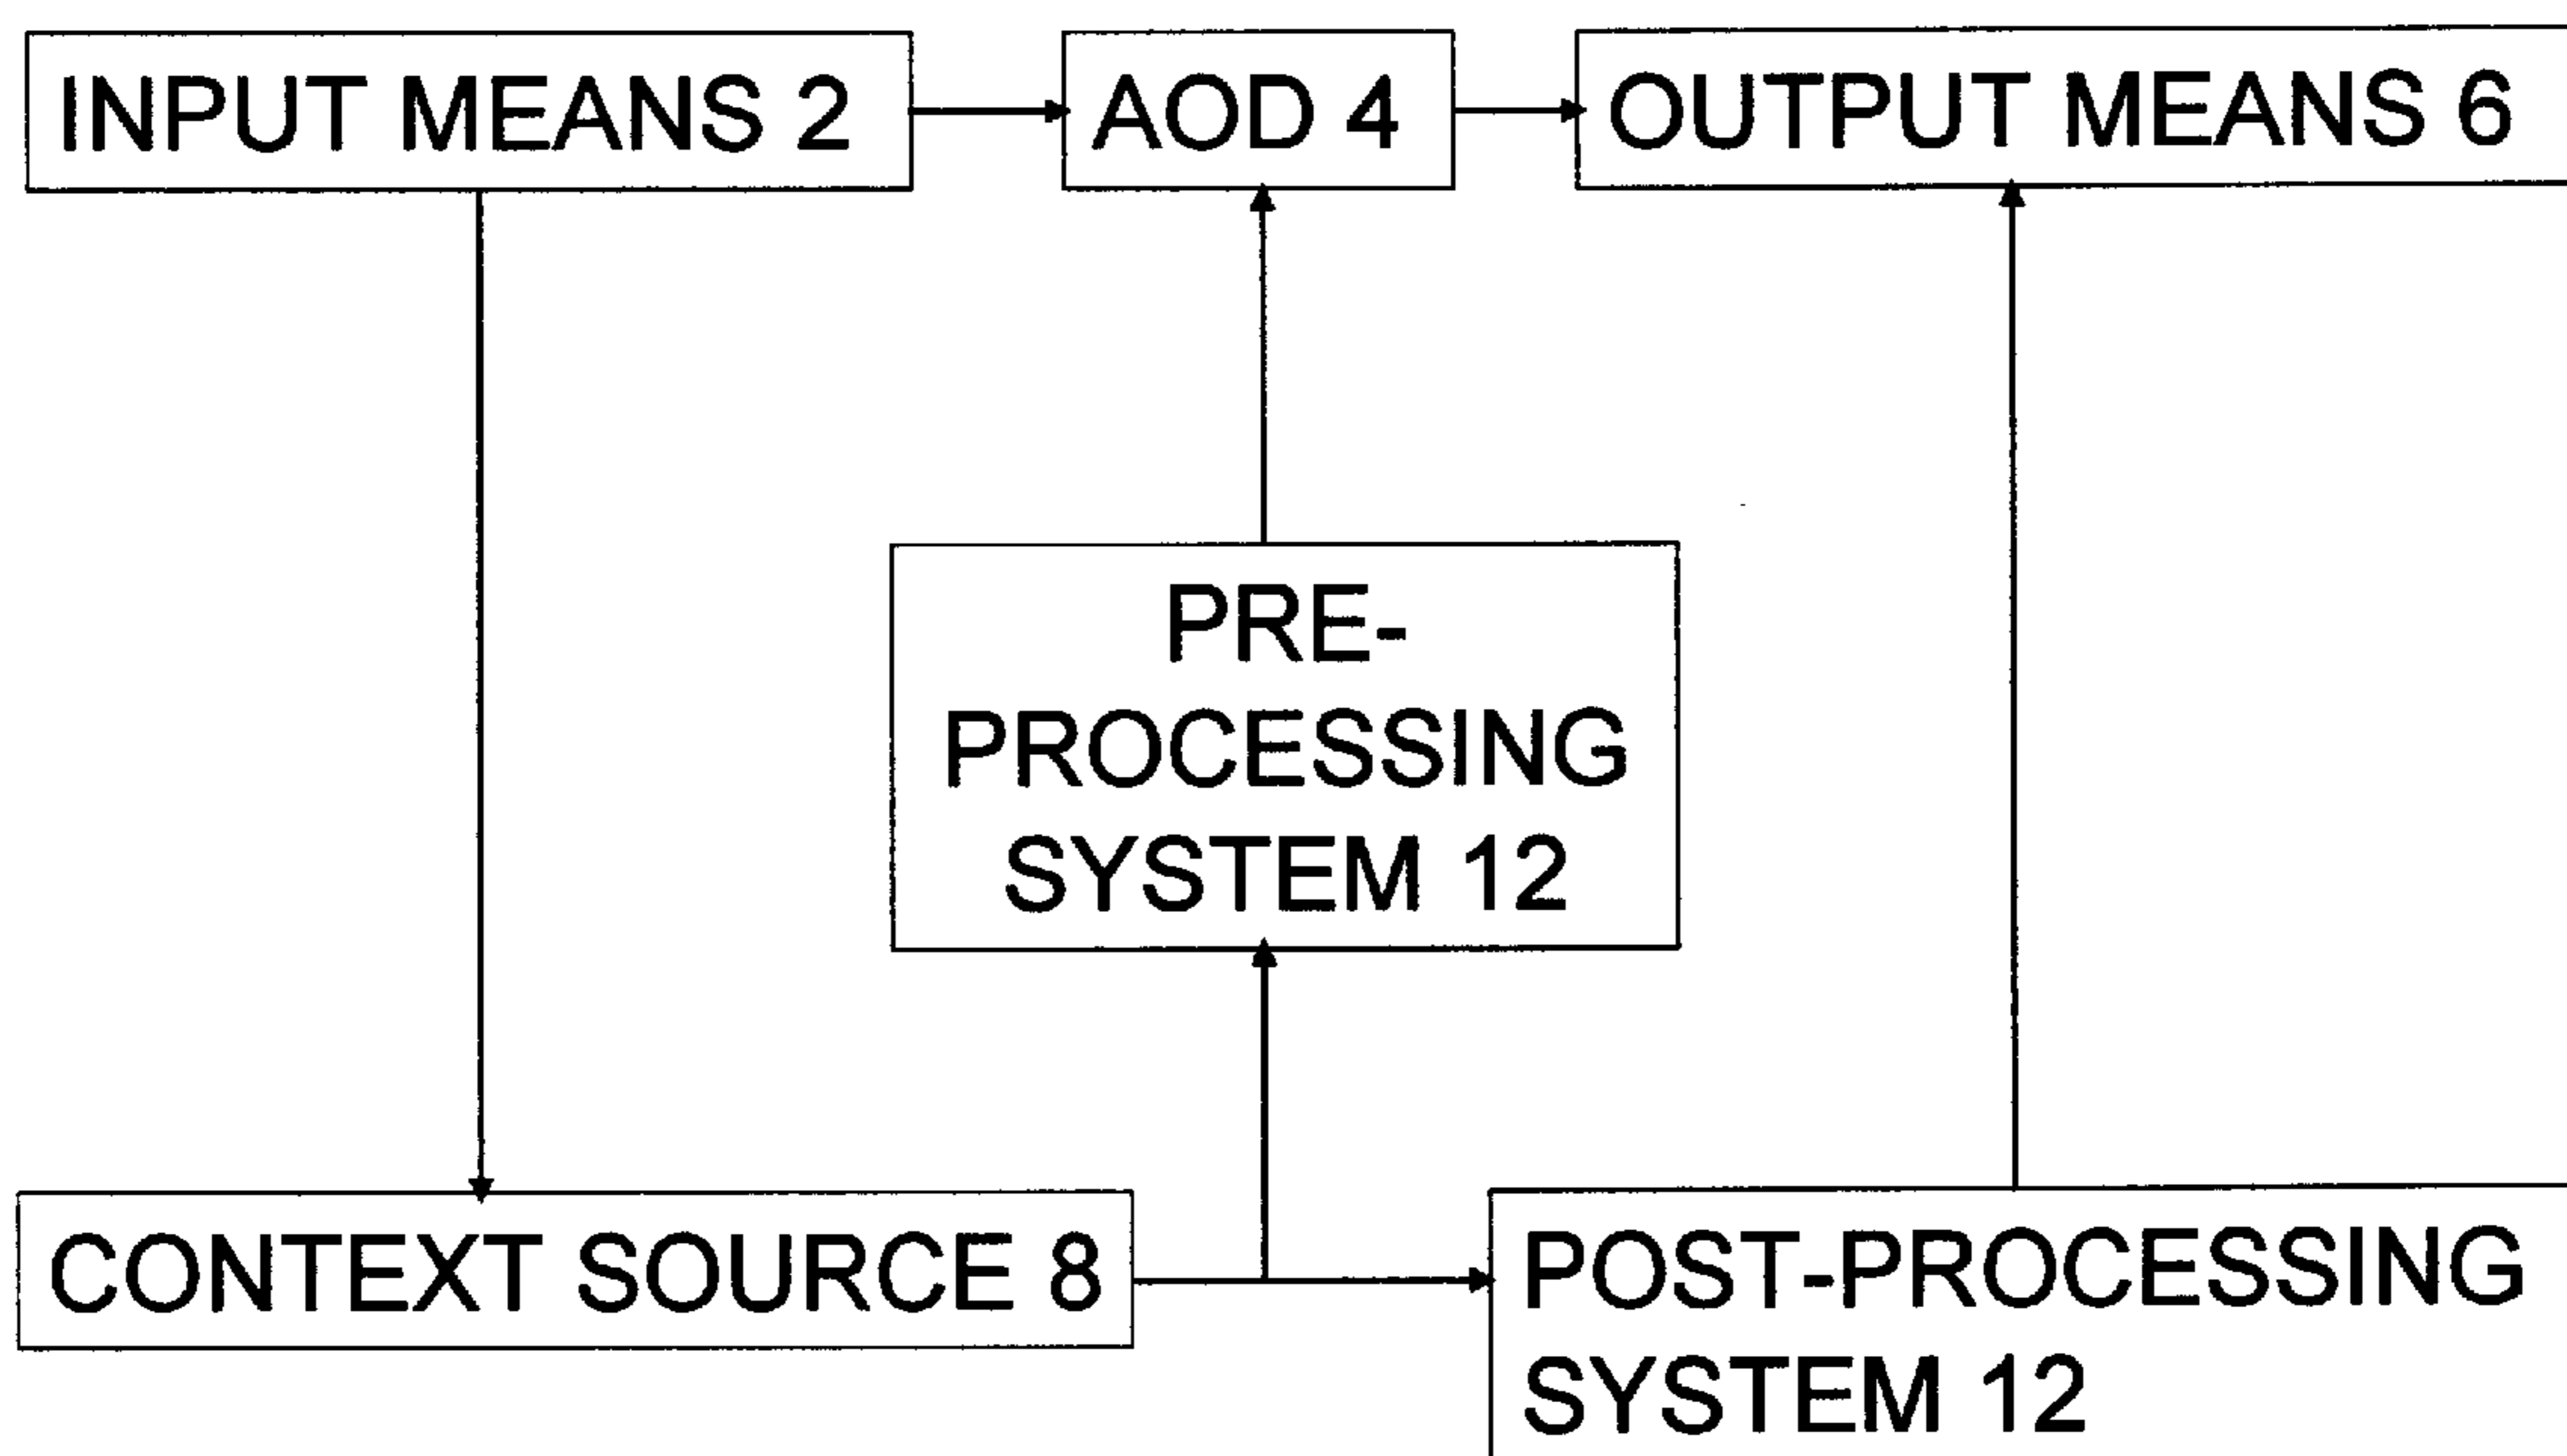 INPUT MEANS 2
AOD 4
OUTPUT MEANS 6
PRE-
PROCESSING
SYSTEM 12
CONTEXT SOURCE 8
POST-PROCESSING
SYSTEM 12